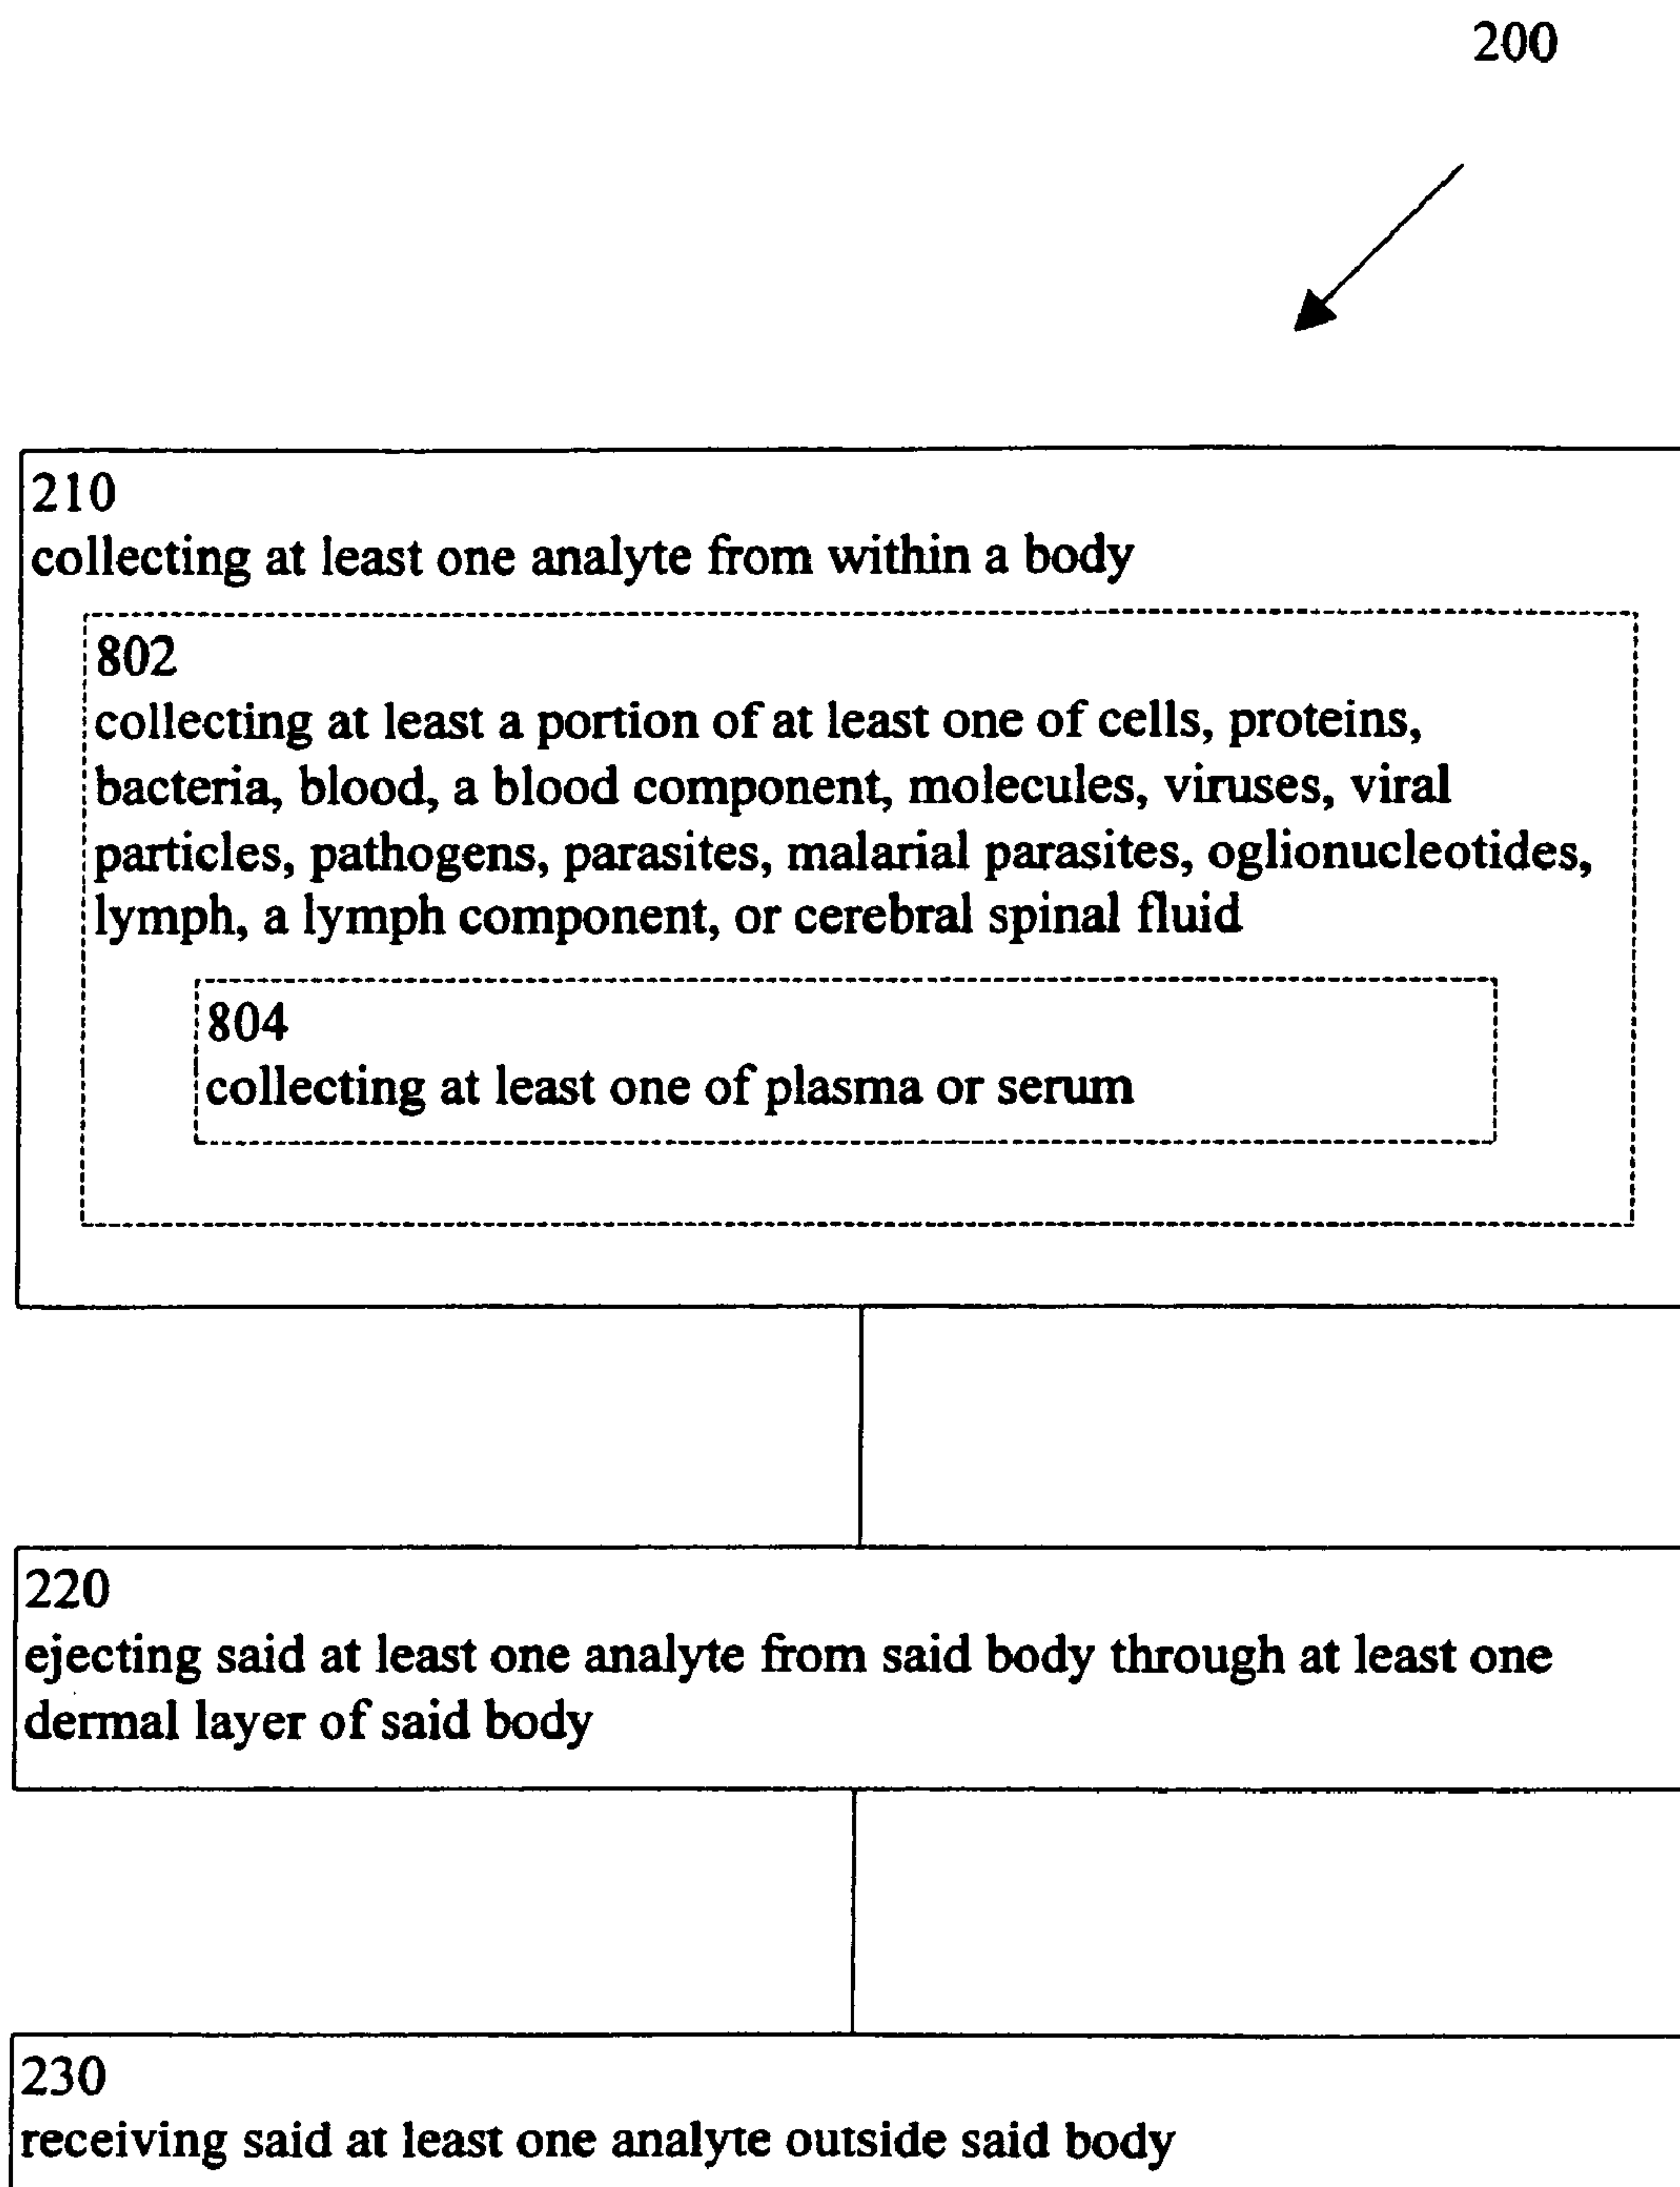 200
210
collecting at least one analyte from within a body
802
collecting at least a portion of at least one of cells, proteins,
bacteria, blood, a blood component, molecules, viruses, viral
particles, pathogens, parasites, malarial parasites, oglionucleotides,
lymph, a lymph component, or cerebral spinal fluid
804
collecting at least one of plasma or serum
220
ejecting said at least one analyte from said body through at least one
dermal layer of said body
230
receiving said at least one analyte outside said body